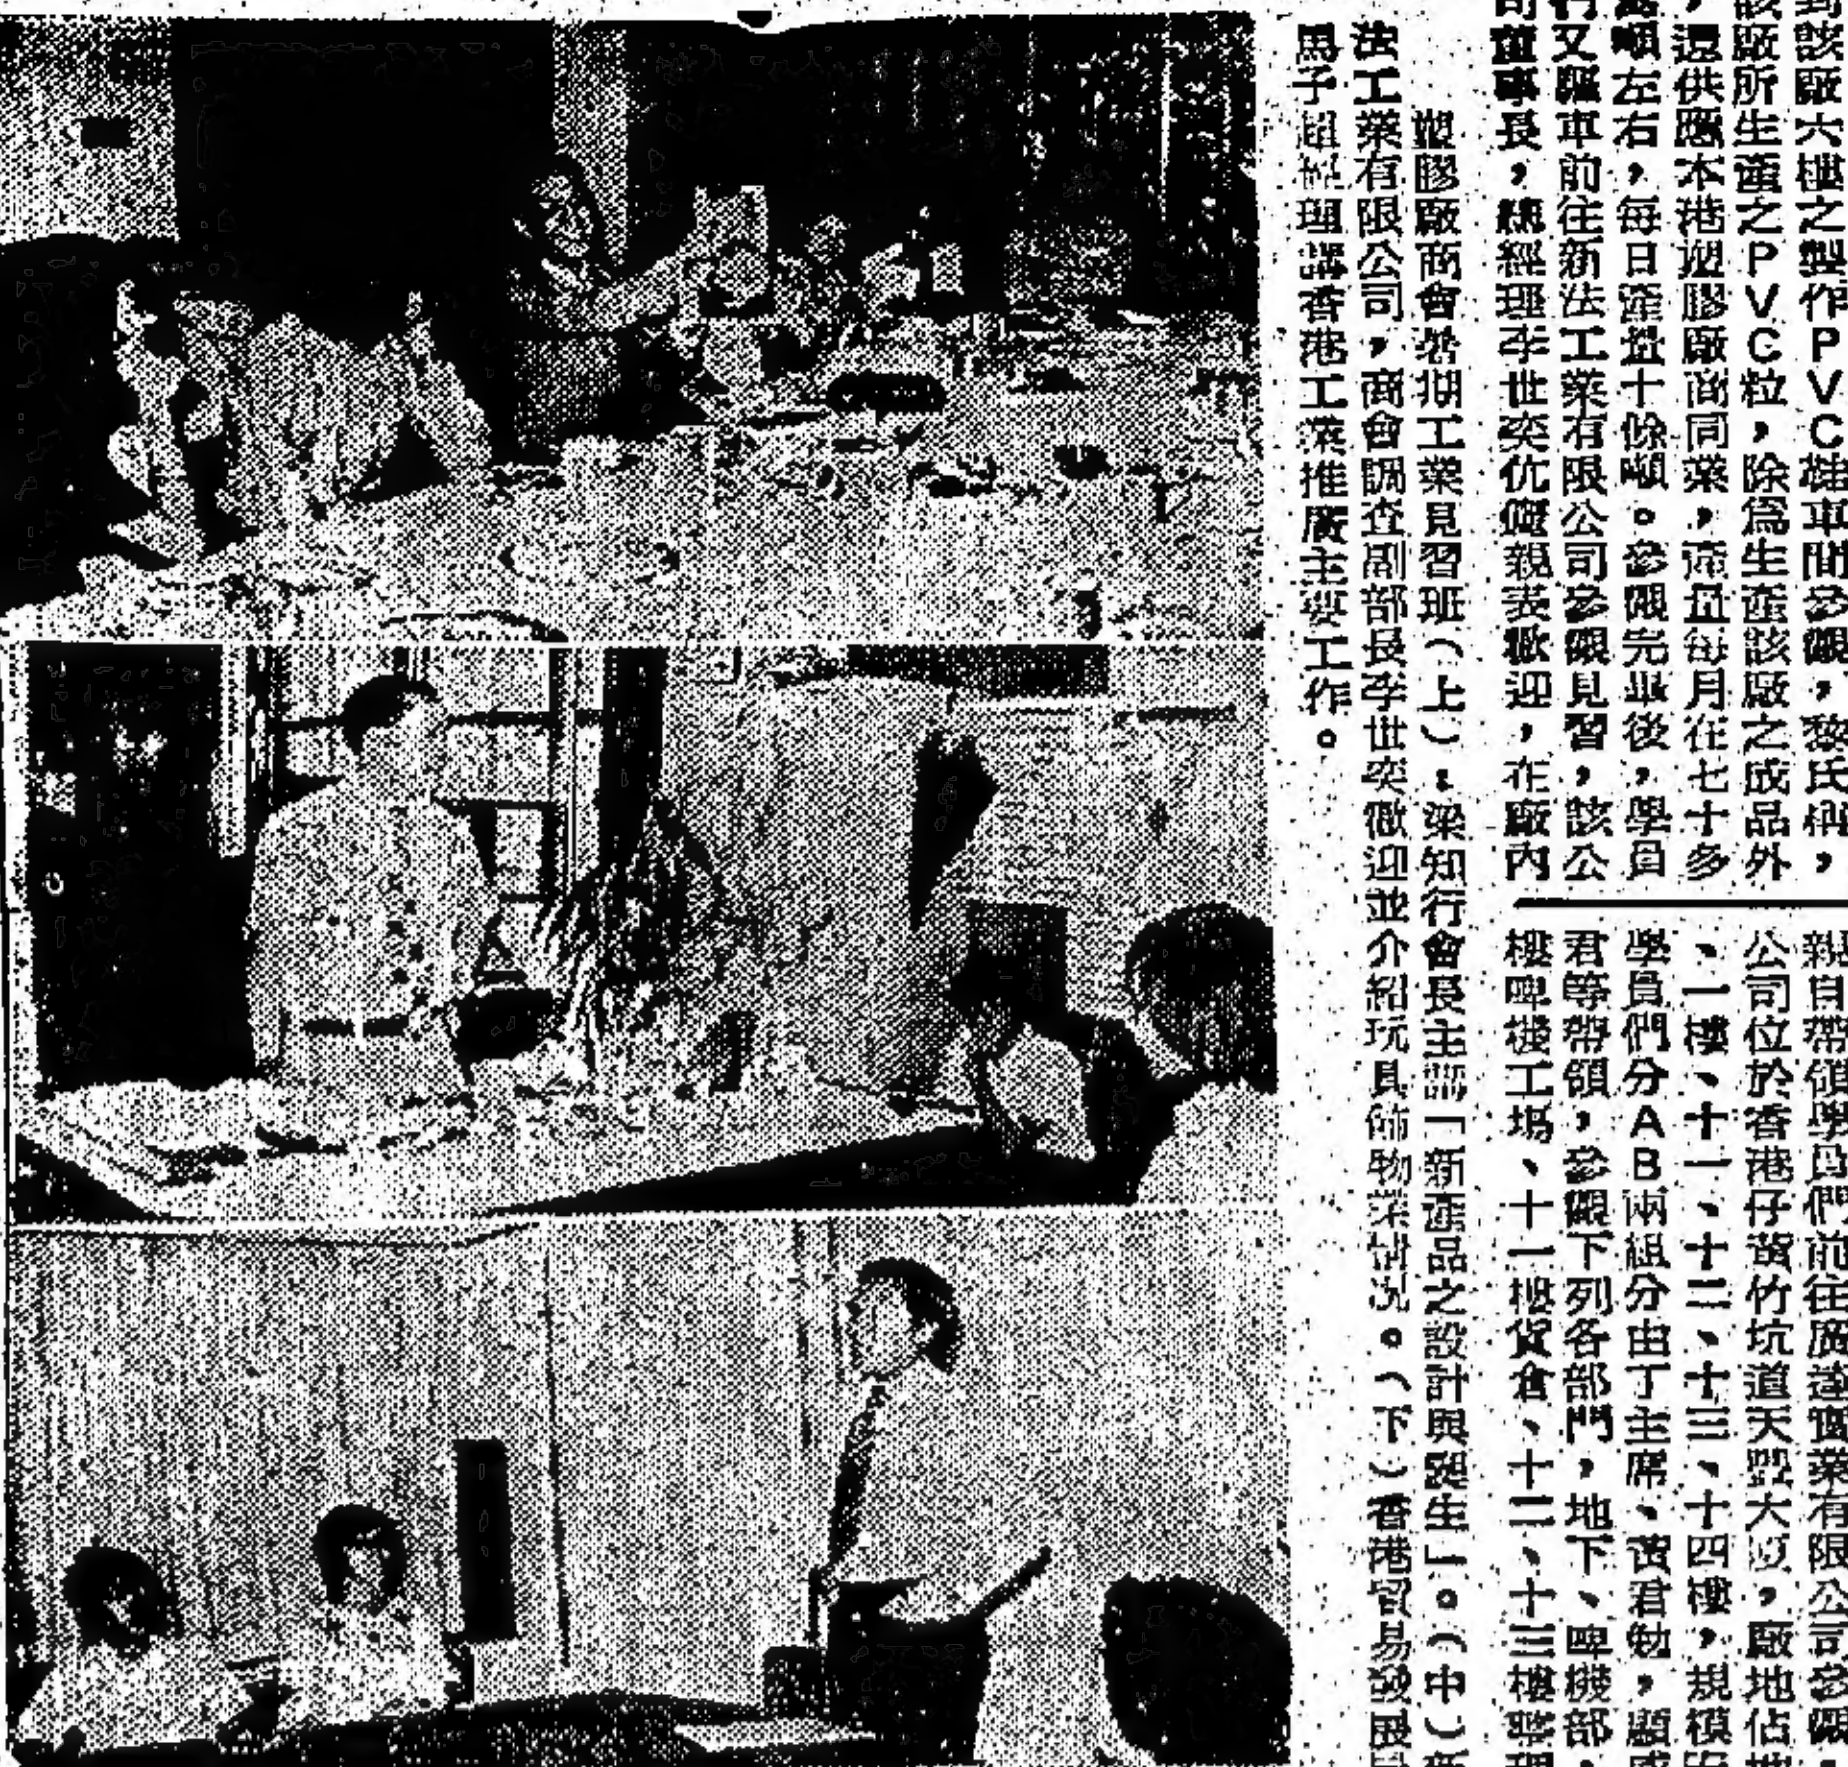 到該廠六樓之製作PVC雄車間參觀，黎氏稱，
該廠所生產之PVC粒，除爲生產該廠之成品外
，還供應本港塑膠廠商同業，產量每月在七十多
噸左右，每日產量十餘噸。參觀完畢後，學員
們又驅車前往新法工業有限公司參觀見習，該公
司董事長，總經理李世奕伉儷親表歡迎，在廠內
親自帶領學員們前往廣達實業有限公司參觀，
公司位於香港仔黃竹坑道天豐大廈，廠地佔地
、一樓、十一、十二、十三、十四樓，規模
學員們分AB兩組分由丁主席、黃君勉，顯
君等帶領，參觀下列各部門，地下、啤機部，
樓啤機工場、十一樓貨倉、十二、十三樓整理
塑膠廠商會暑期工業見習班（上），梁知行會長主講「新產品之設計與誕生」。（中）新
法工業有限公司，商會調查副部長李世奕徵迎並介紹玩具飾物業情況。（下）香港貿易發展
馬子超經理講香港工業推廣主要工作。